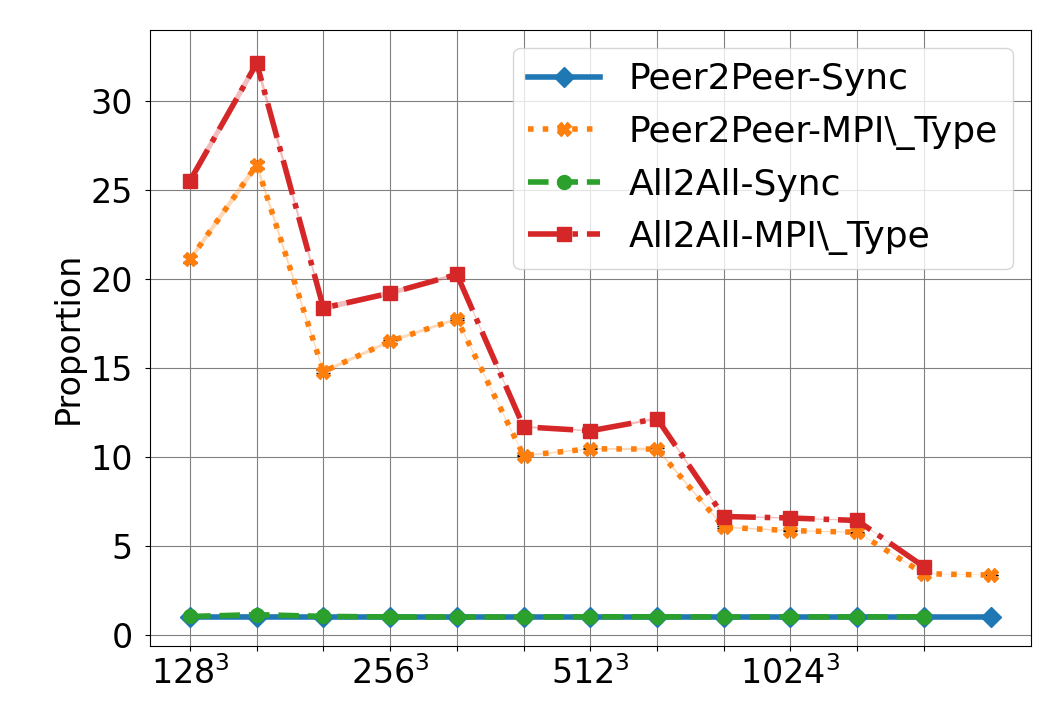 Peer2Peer-Sync
Peer2Peer-MPI\_Type
All2All-Sync
All2All-MPI\_Type
Proportion
30
25
20
15
10
5
0
128³ 256³ 512³ 1024³